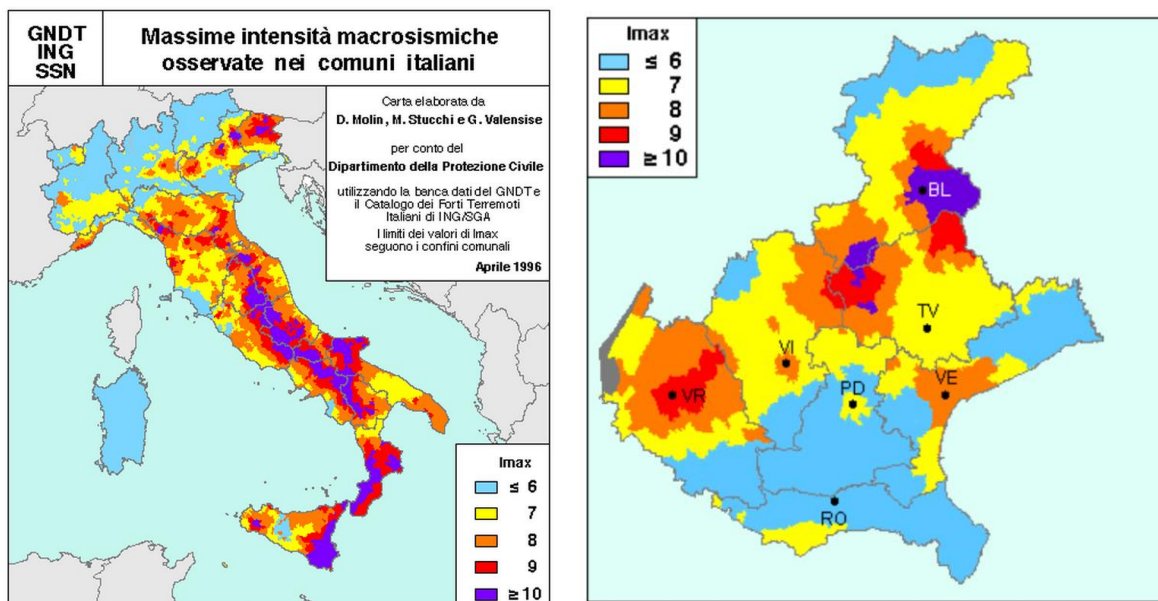 GNDT
ING
SSN
Massime intensità macrosismiche
osservate nei comuni italiani
Carta elaborata da
D. Molin, M. Stucchi e G. Valensise
per conto del
Dipartimento della Protezione Civile
utilizzando la banca dati del GNDT e
il Catalogo dei Forti Terremoti
Italiani di ING/SGA
I limiti dei valori di Imax
seguono i confini comunali
Aprile 1996
Imax
≤ 6
7
8
9
≥ 10
Imax
≤ 6
7
8
9
≥ 10
BL
TV
VI
VR
PD
VE
RO